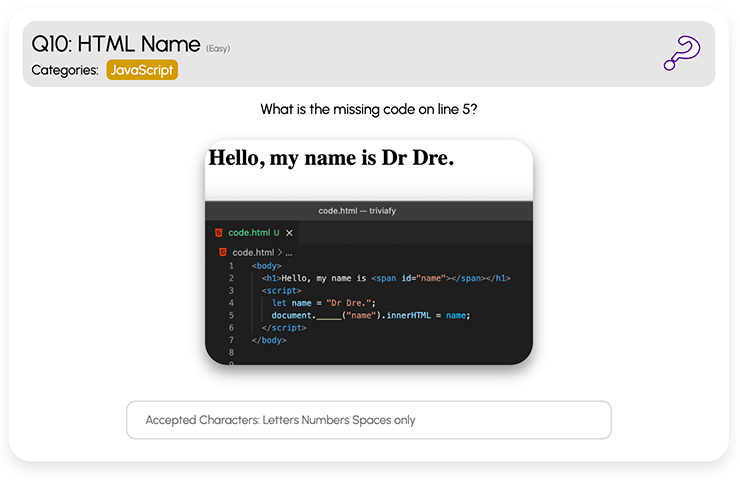 Q10: HTML Name (Easy)
Categories: JavaScript
What is the missing code on line 5?
Hello, my name is Dr Dre.
code.html — triviafy
code.html U ×
code.html > ...
1 <body>
2 <h1>Hello, my name is <span id="name"></span></h1>
3 <script>
4 let name = "Dr Dre.";
5 document._____("name").innerHTML = name;
6 </script>
7 </body>
8
9
Accepted Characters: Letters Numbers Spaces only